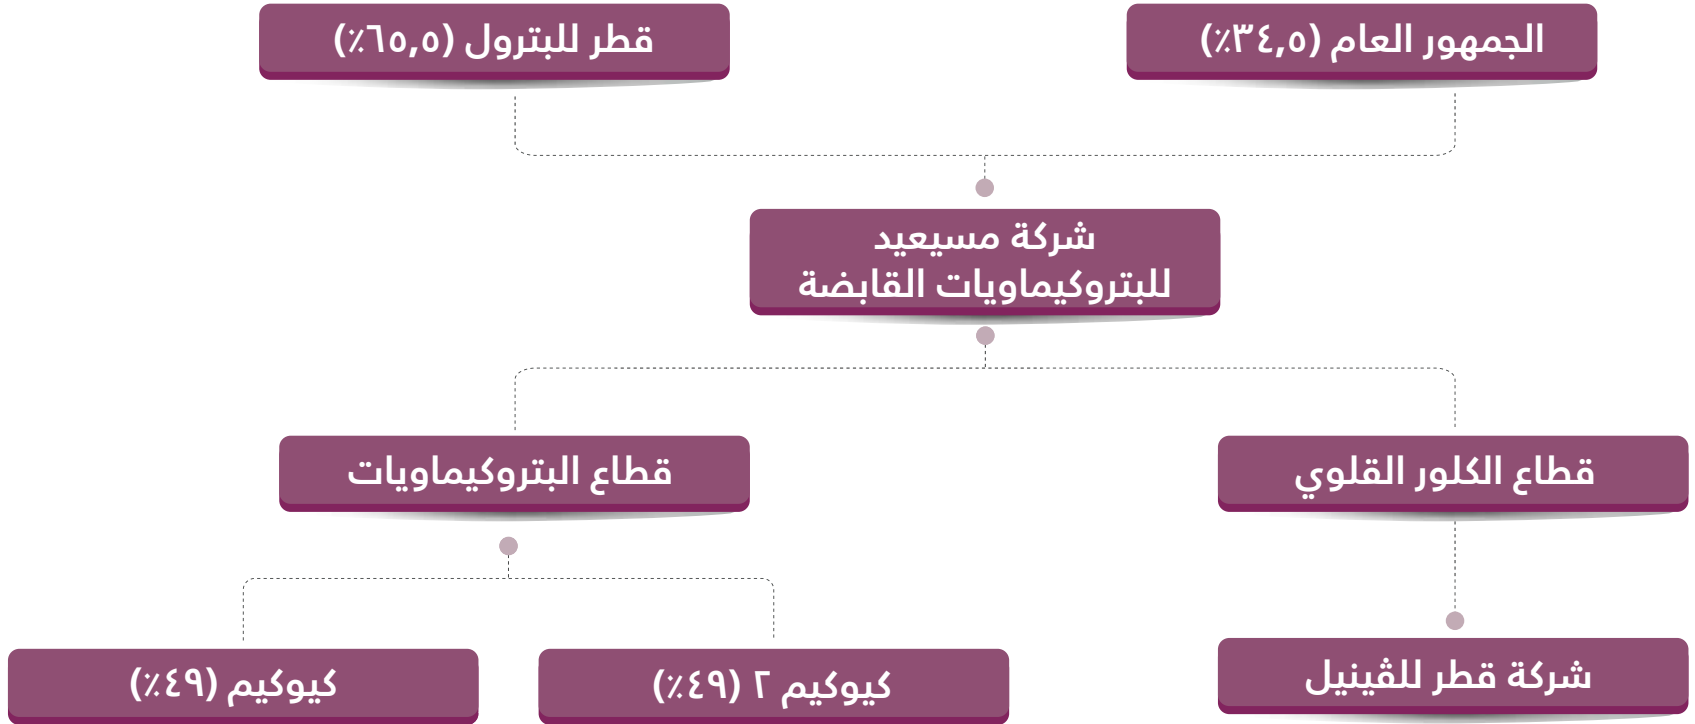 الجمهور العام (٣٤,٥٪)
قطر للبترول (٦٥,٥٪)
شركة مسيعيد
للبتروكيماويات القابضة
قطاع الكلور القلوي
قطاع البتروكيماويات
شركة قطر للڤينيل
كيوكيم ٢ (٤٩٪)
كيوكيم (٤٩٪)